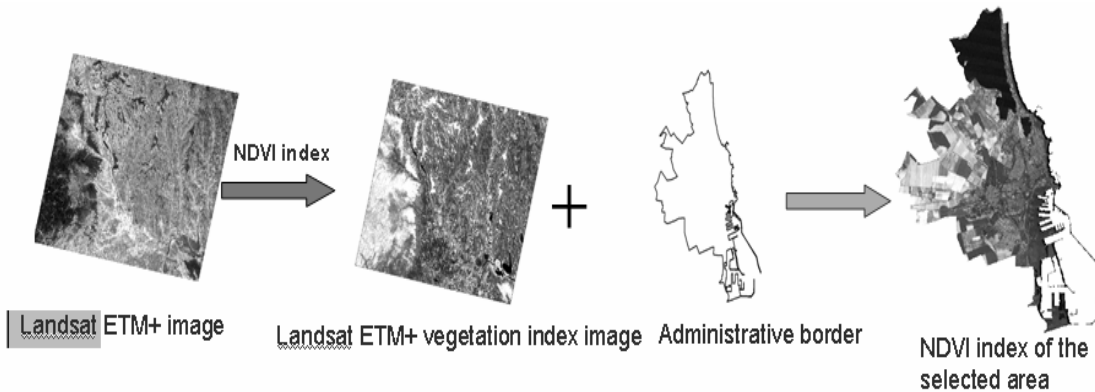 NDVI index
Landsat ETM+ image
Landsat ETM+ vegetation index image
Administrative border
NDVI index of the
selected area